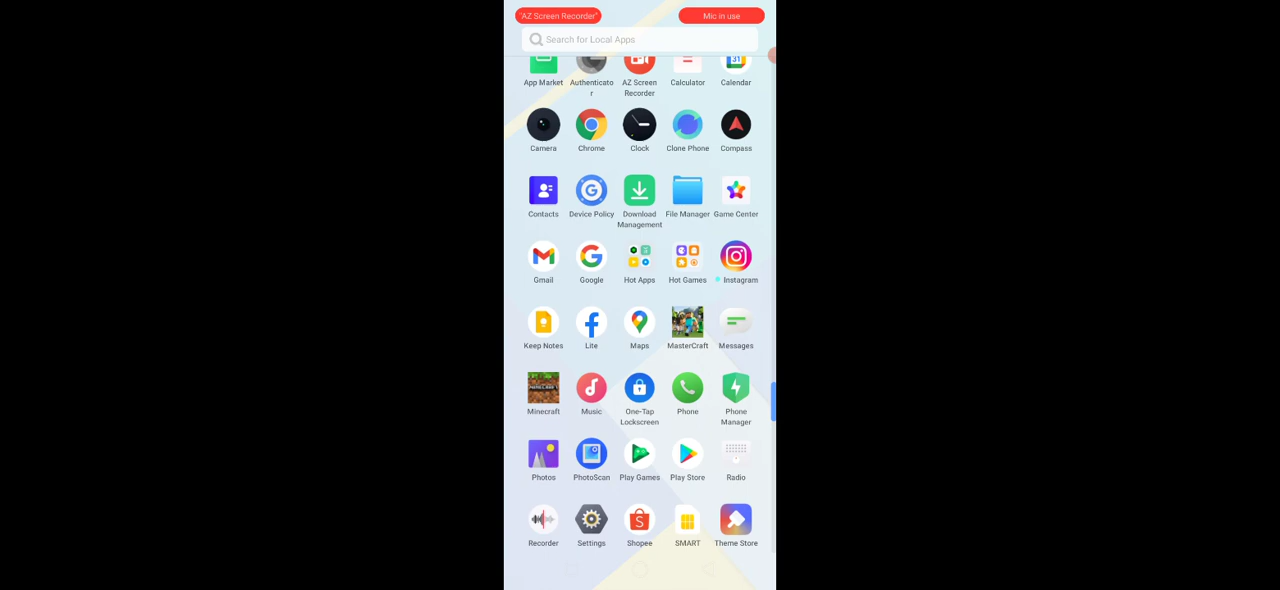 "AZ Screen Recorder"
Mic in use
Search for Local Apps
31
App Market
Authenticato
r
AZ Screen
Recorder
Calculator
Calendar
Camera
Chrome
Clock
Clone Phone
Compass
Contacts
Device Policy
Download
Management
File Manager
Game Center
Gmail
Google
Hot Apps
Hot Games
Instagram
Keep Notes
Lite
Maps
MasterCraft
Messages
Minecraft
Music
One-Tap
Lockscreen
Phone
Phone
Manager
Photos
PhotoScan
Play Games
Play Store
Radio
Recorder
Settings
Shopee
SMART
Theme Store